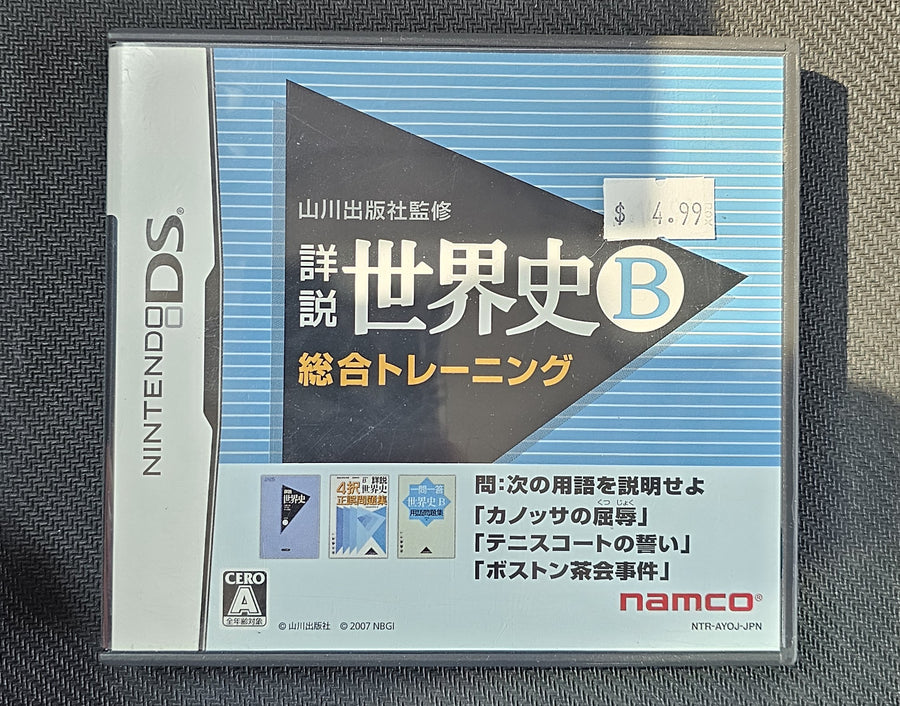 NINTENDO DS®
山川出版社監修
$ 4.99
詳説 世界史 B
総合トレーニング
詳説
世界史
4択
詳説
世界史
正誤問題集
一問一答
世界史B
用語問題集
問:次の用語を説明せよ
くつ じょく
「カノッサの屈辱」
「テニスコートの誓い」
「ボストン茶会事件」
CERO
A
全年齢対象
©山川出版社 © 2007 NBGI
namco®
NTR-AYOJ-JPN